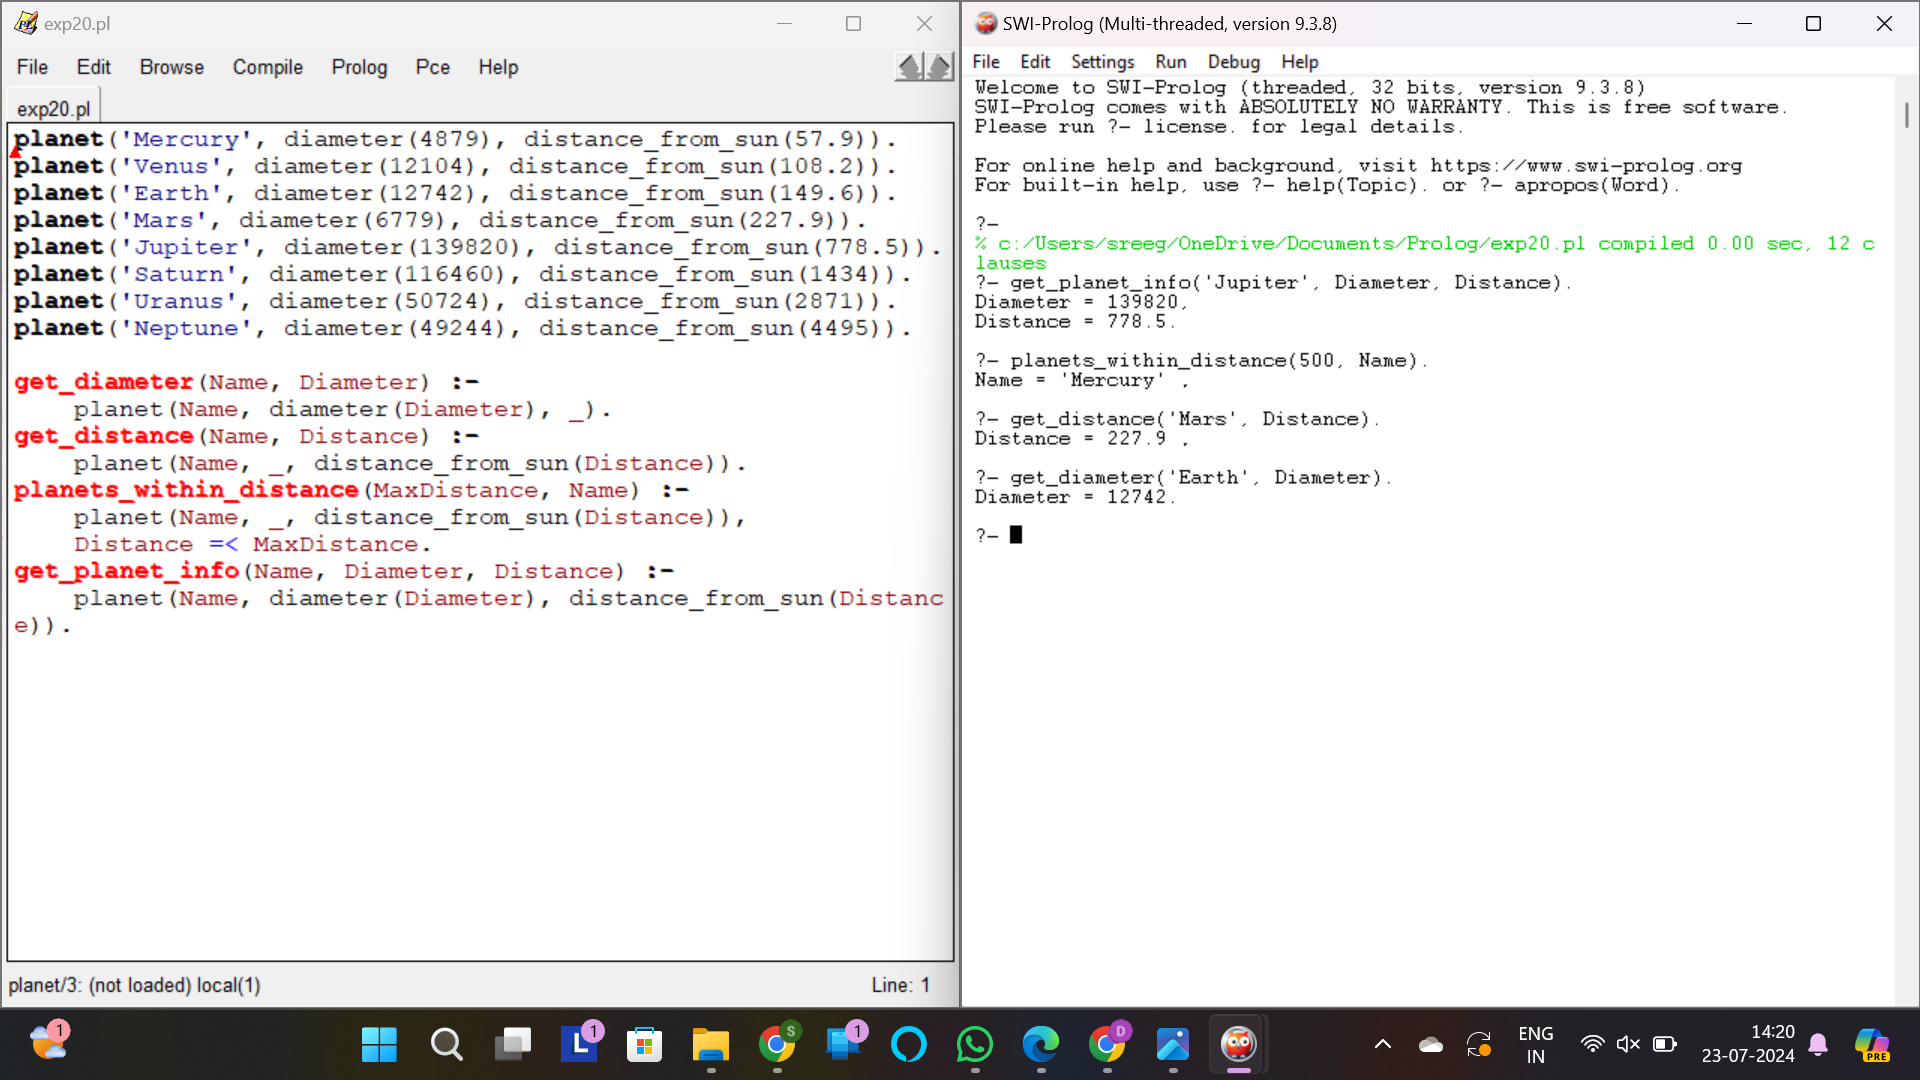 exp20.pl
File Edit Browse Compile Prolog Pce Help
exp20.pl
planet('Mercury', diameter(4879), distance_from_sun(57.9)).
planet('Venus', diameter(12104), distance_from_sun(108.2)).
planet('Earth', diameter(12742), distance_from_sun(149.6)).
planet('Mars', diameter(6779), distance_from_sun(227.9)).
planet('Jupiter', diameter(139820), distance_from_sun(778.5)).
planet('Saturn', diameter(116460), distance_from_sun(1434)).
planet('Uranus', diameter(50724), distance_from_sun(2871)).
planet('Neptune', diameter(49244), distance_from_sun(4495)).
get_diameter(Name, Diameter) :-
planet(Name, diameter(Diameter), _).
get_distance(Name, Distance) :-
planet(Name, _, distance_from_sun(Distance)).
planets_within_distance(MaxDistance, Name) :-
planet(Name, _, distance_from_sun(Distance)),
Distance =< MaxDistance.
get_planet_info(Name, Diameter, Distance) :-
planet(Name, diameter(Diameter), distance_from_sun(Distanc
e)).
planet/3: (not loaded) local(1)
Line: 1
SWI-Prolog (Multi-threaded, version 9.3.8)
File Edit Settings Run Debug Help
Welcome to SWI-Prolog (threaded, 32 bits, version 9.3.8)
SWI-Prolog comes with ABSOLUTELY NO WARRANTY. This is free software.
Please run ?- license. for legal details.
For online help and background, visit https://www.swi-prolog.org
For built-in help, use ?- help(Topic). or ?- apropos(Word).
?-
% c:/Users/sreeg/OneDrive/Documents/Prolog/exp20.pl compiled 0.00 sec, 12 c
lauses
?- get_planet_info('Jupiter', Diameter, Distance).
Diameter = 139820,
Distance = 778.5.
?- planets_within_distance(500, Name).
Name = 'Mercury' .
?- get_distance('Mars', Distance).
Distance = 227.9 .
?- get_diameter('Earth', Diameter).
Diameter = 12742.
?-
1
L 1
S
1
D
ENG
IN
14:20
23-07-2024
PRE